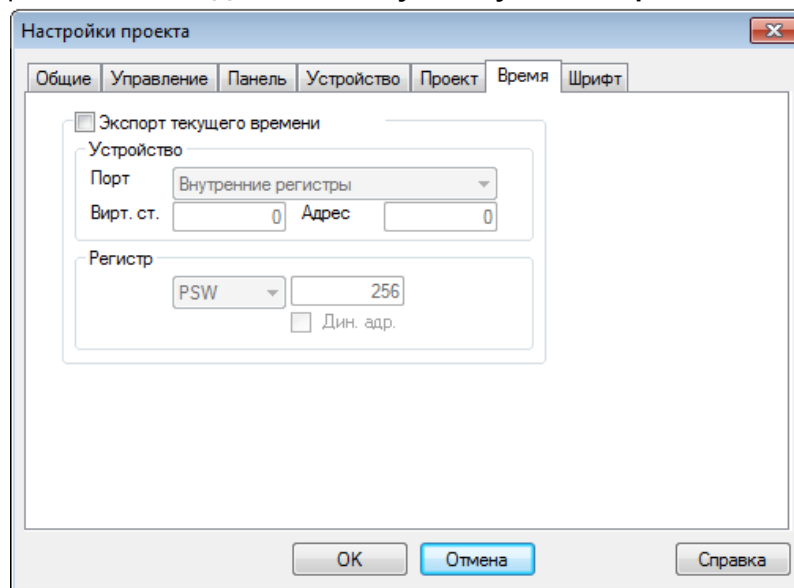 Настройки проекта
Общие Управление Панель Устройство Проект Время Шрифт
Экспорт текущего времени
Устройство
Порт Внутренние регистры
Вирт. ст. 0 Адрес 0
Регистр
PSW 256
Дин. адр.
OK Отмена Справка